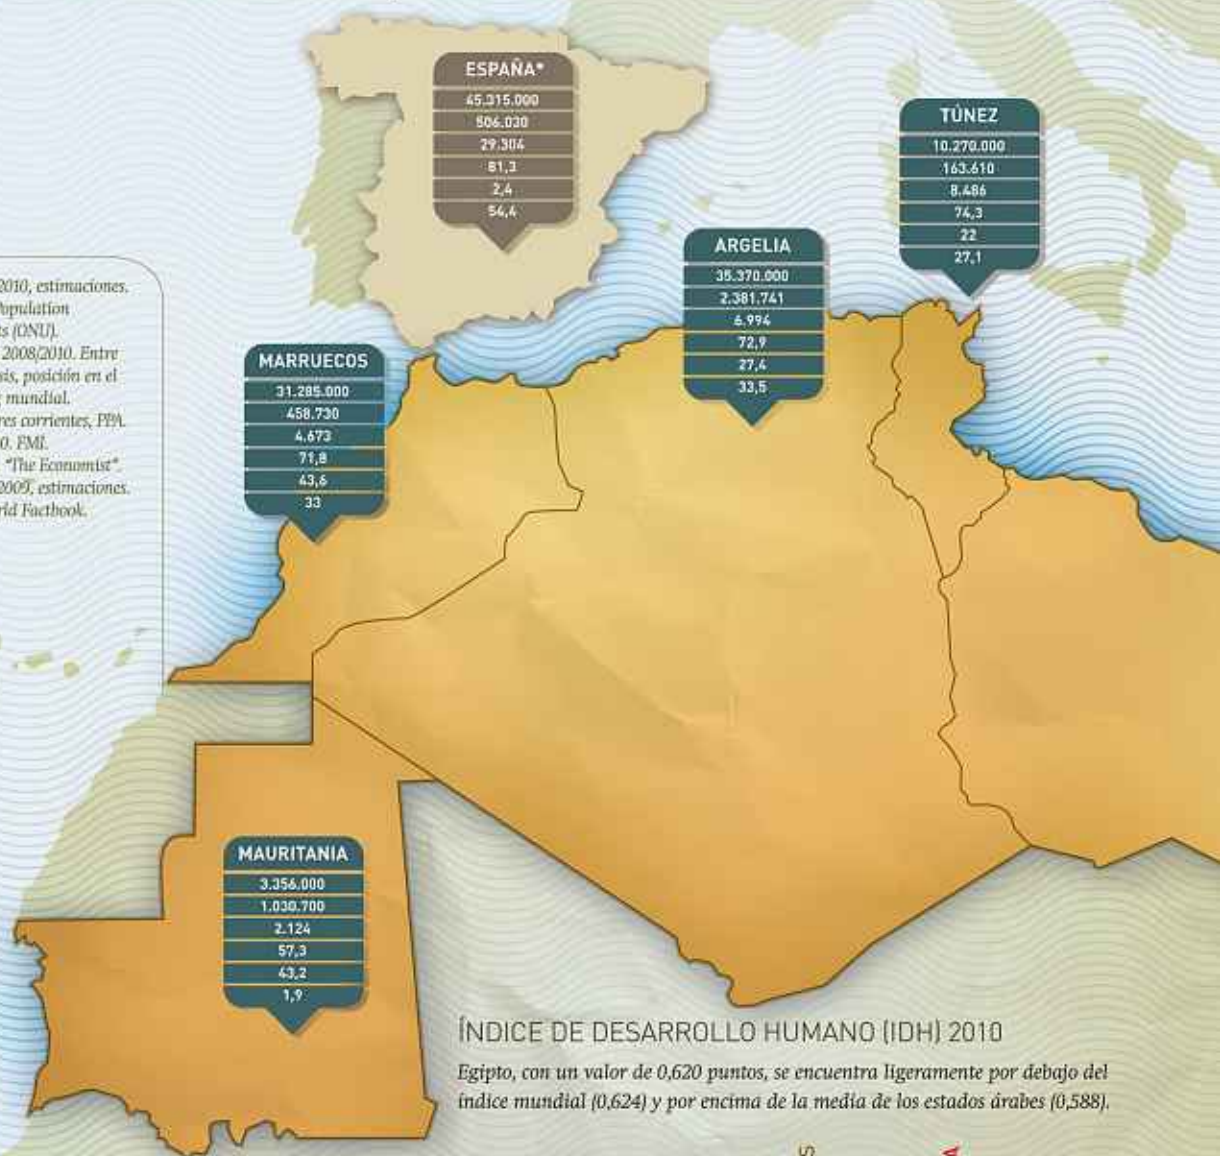 ESPAÑA*
45.315.000
506.030
29.304
81,3
2,4
54,4
TÚNEZ
10.270.000
163.610
8.486
74,3
22
27,1
ARGELIA
35.370.000
2.381.741
6.994
72,9
27,4
33,5
2010, estimaciones.
Population
(ONU).
2008/2010. Entre
posición en el
mundial.
corrientes, PPA.
FMI.
"The Economist".
2009, estimaciones.
Factbook.
MARRUECOS
31.285.000
458.730
4.673
71,8
43,6
33
MAURITANIA
3.356.000
1.030.700
2.124
57,3
43,2
1,9
ÍNDICE DE DESARROLLO HUMANO (IDH) 2010
Egipto, con un valor de 0,620 puntos, se encuentra ligeramente por debajo del
índice mundial (0,624) y por encima de la media de los estados árabes (0,588).